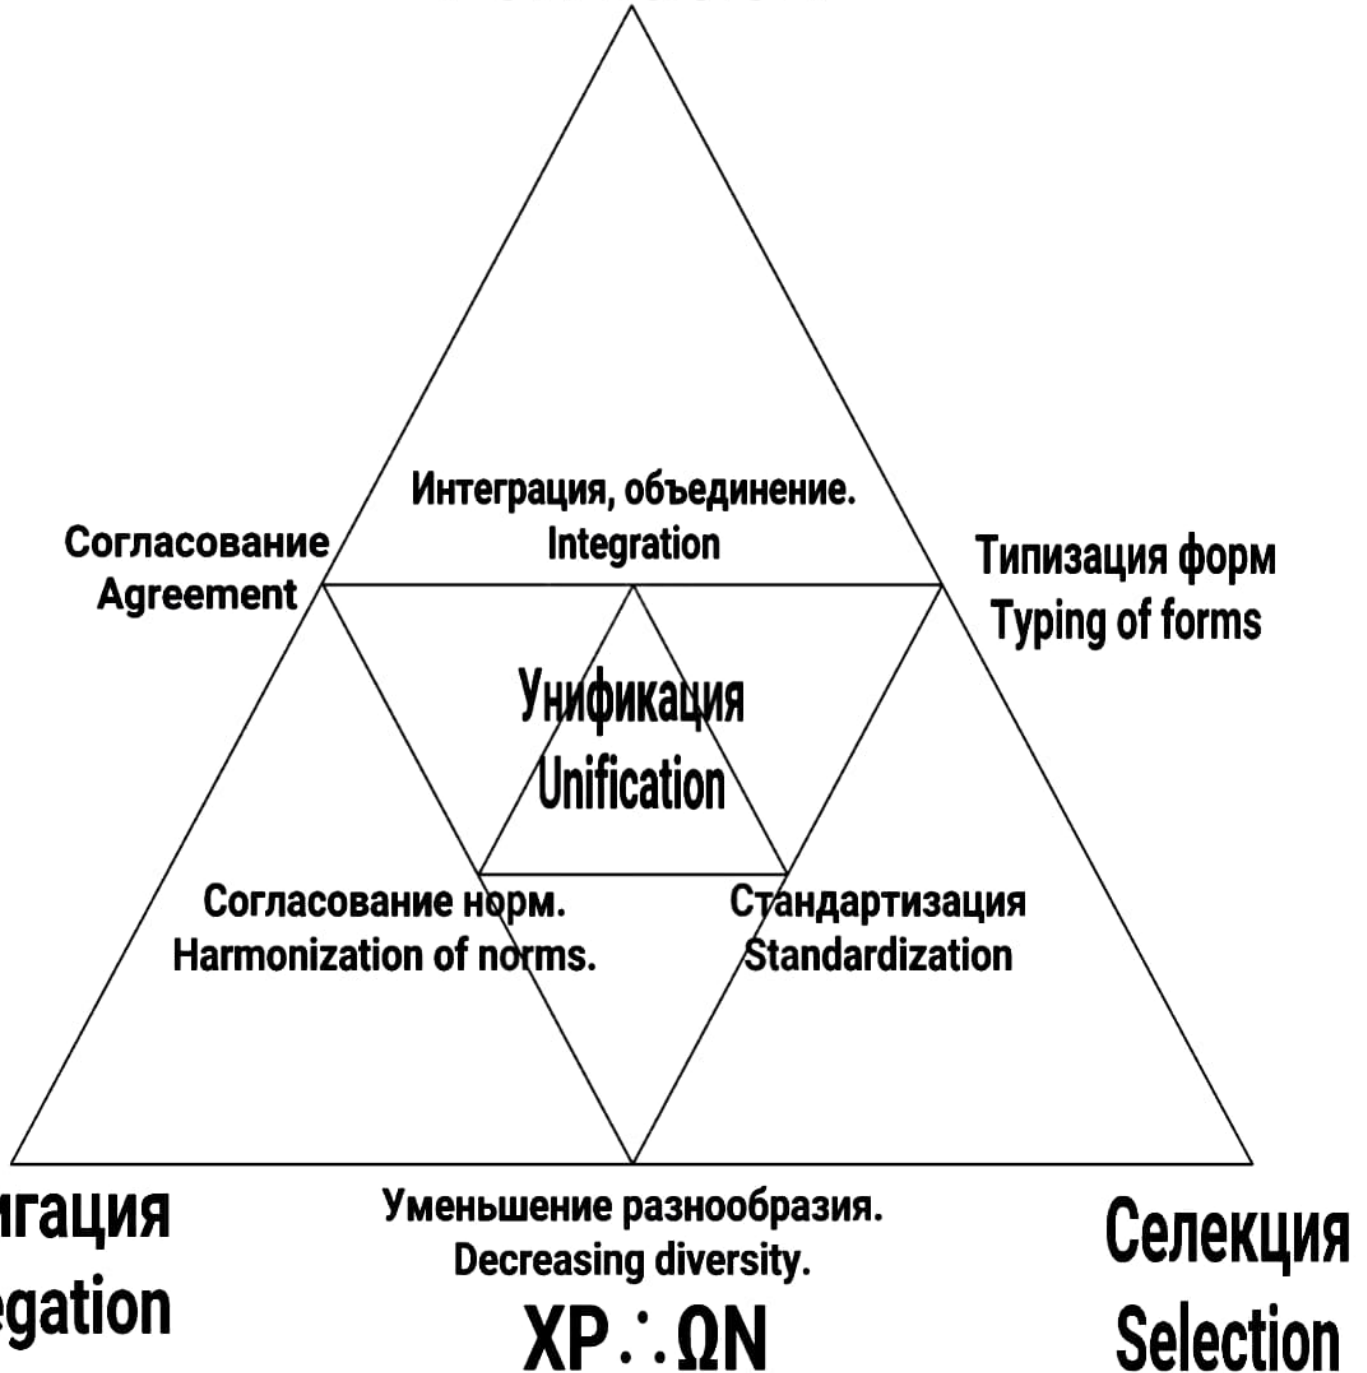 Интеграция, объединение.
Integration
Согласование
Agreement
Типизация форм
Typing of forms
Унификация
Unification
Согласование норм.
Harmonization of norms.
Стандартизация
Standardization
Уменьшение разнообразия.
Decreasing diversity.
Селекция
Selection
ХР∴ΩN